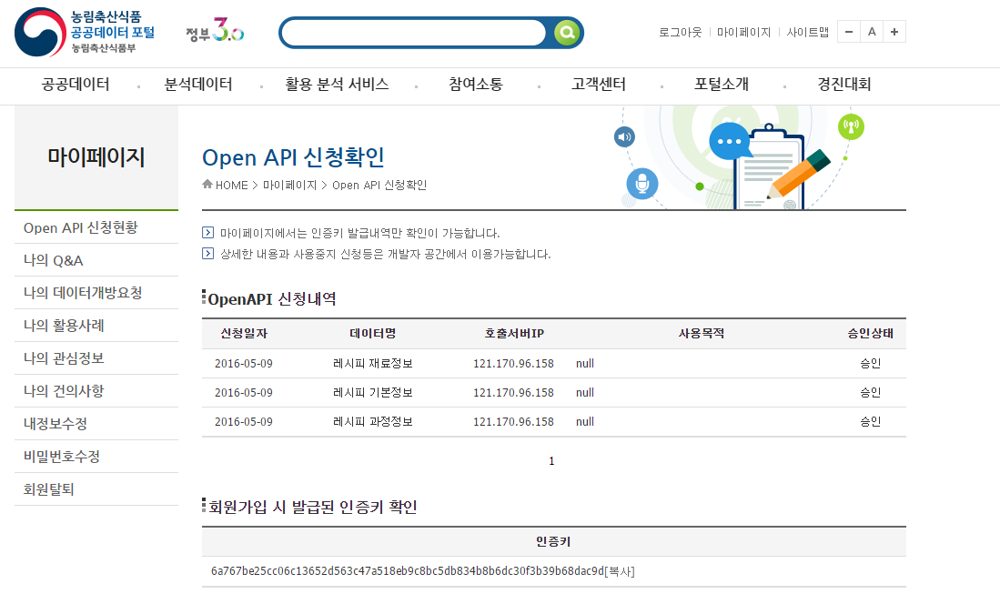 농림축산식품
공공데이터 포털
농림축산식품부
정부3.0
로그아웃 마이페이지 사이트맵 - A +
공공데이터 분석데이터 활용 분석 서비스 참여소통 고객센터 포털소개 경진대회
마이페이지
Open API 신청현황
나의 Q&A
나의 데이터개방요청
나의 활용사례
나의 관심정보
나의 건의사항
내정보수정
비밀번호수정
회원탈퇴
Open API 신청확인
HOME > 마이페이지 > Open API 신청확인
마이페이지에서는 인증키 발급내역만 확인이 가능합니다.
상세한 내용과 사용중지 신청등은 개발자 공간에서 이용가능합니다.
OpenAPI 신청내역
신청일자 데이터명 호출서버IP 사용목적 승인상태
2016-05-09 레시피 재료정보 121.170.96.158 null 승인
2016-05-09 레시피 기본정보 121.170.96.158 null 승인
2016-05-09 레시피 과정정보 121.170.96.158 null 승인
1
회원가입 시 발급된 인증키 확인
인증키
6a767be25cc06c13652d563c47a518eb9c8bc5db834b8b6dc30f3b39b68dac9d[복사]